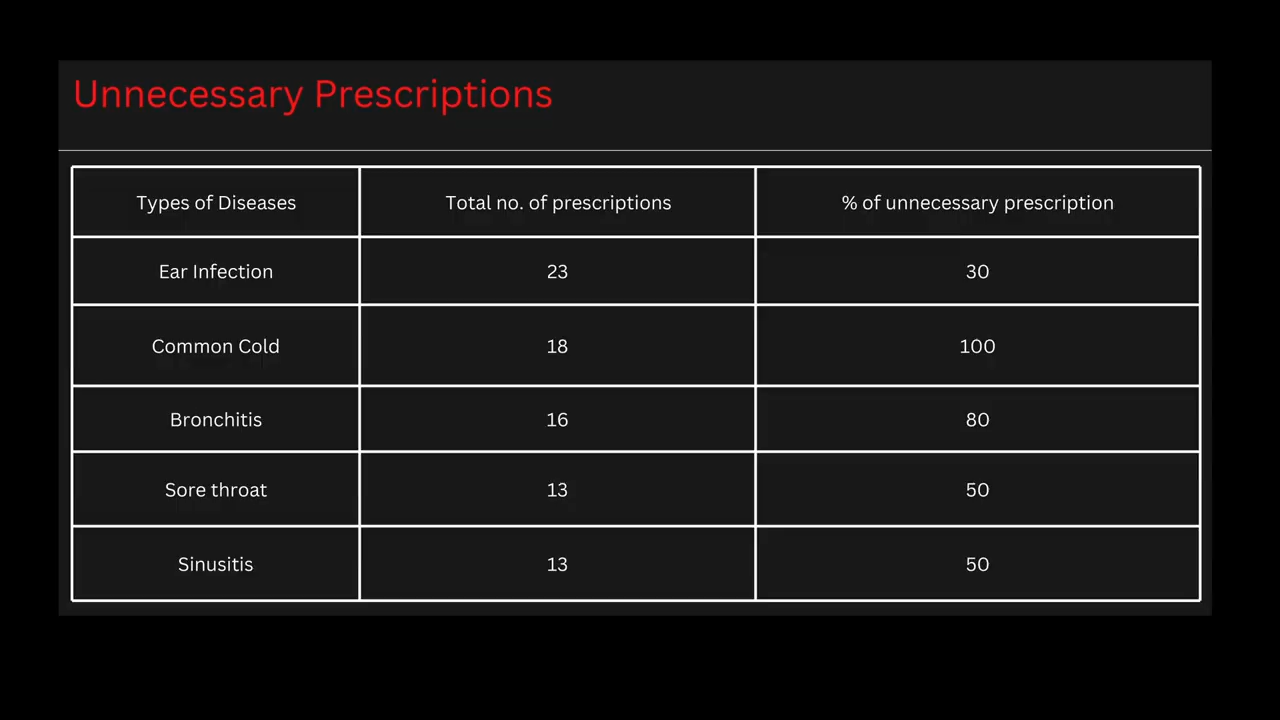 Unnecessary Prescriptions
Types of Diseases Total no. of prescriptions % of unnecessary prescription
Ear Infection 23 30
Common Cold 18 100
Bronchitis 16 80
Sore throat 13 50
Sinusitis 13 50